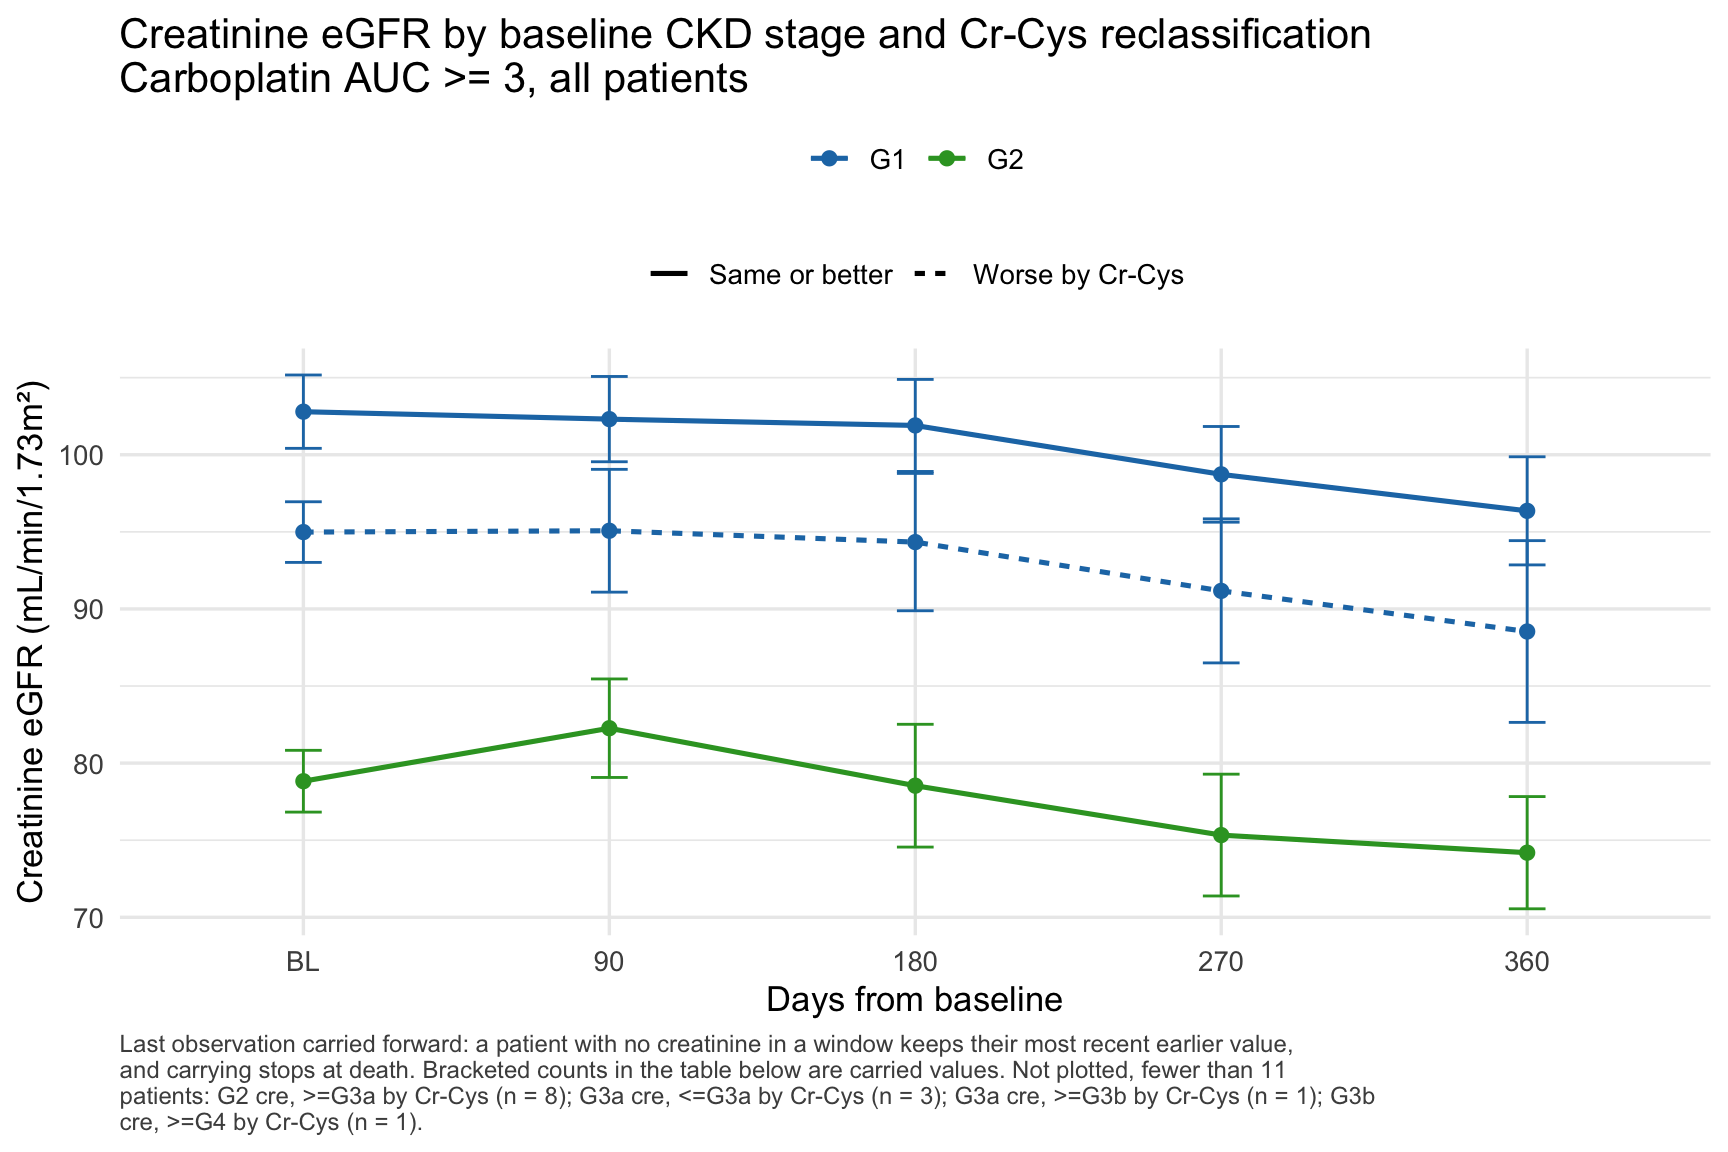 Creatinine eGFR by baseline CKD stage and Cr-Cys reclassification
Carboplatin AUC >= 3, all patients
G1 G2
Same or better Worse by Cr-Cys
Creatinine eGFR (mL/min/1.73m²)
100
90
80
70
BL 90 180 270 360
Days from baseline
Last observation carried forward: a patient with no creatinine in a window keeps their most recent earlier value,
and carrying stops at death. Bracketed counts in the table below are carried values. Not plotted, fewer than 11
patients: G2 cre, >=G3a by Cr-Cys (n = 8); G3a cre, <=G3a by Cr-Cys (n = 3); G3a cre, >=G3b by Cr-Cys (n = 1); G3b
cre, >=G4 by Cr-Cys (n = 1).